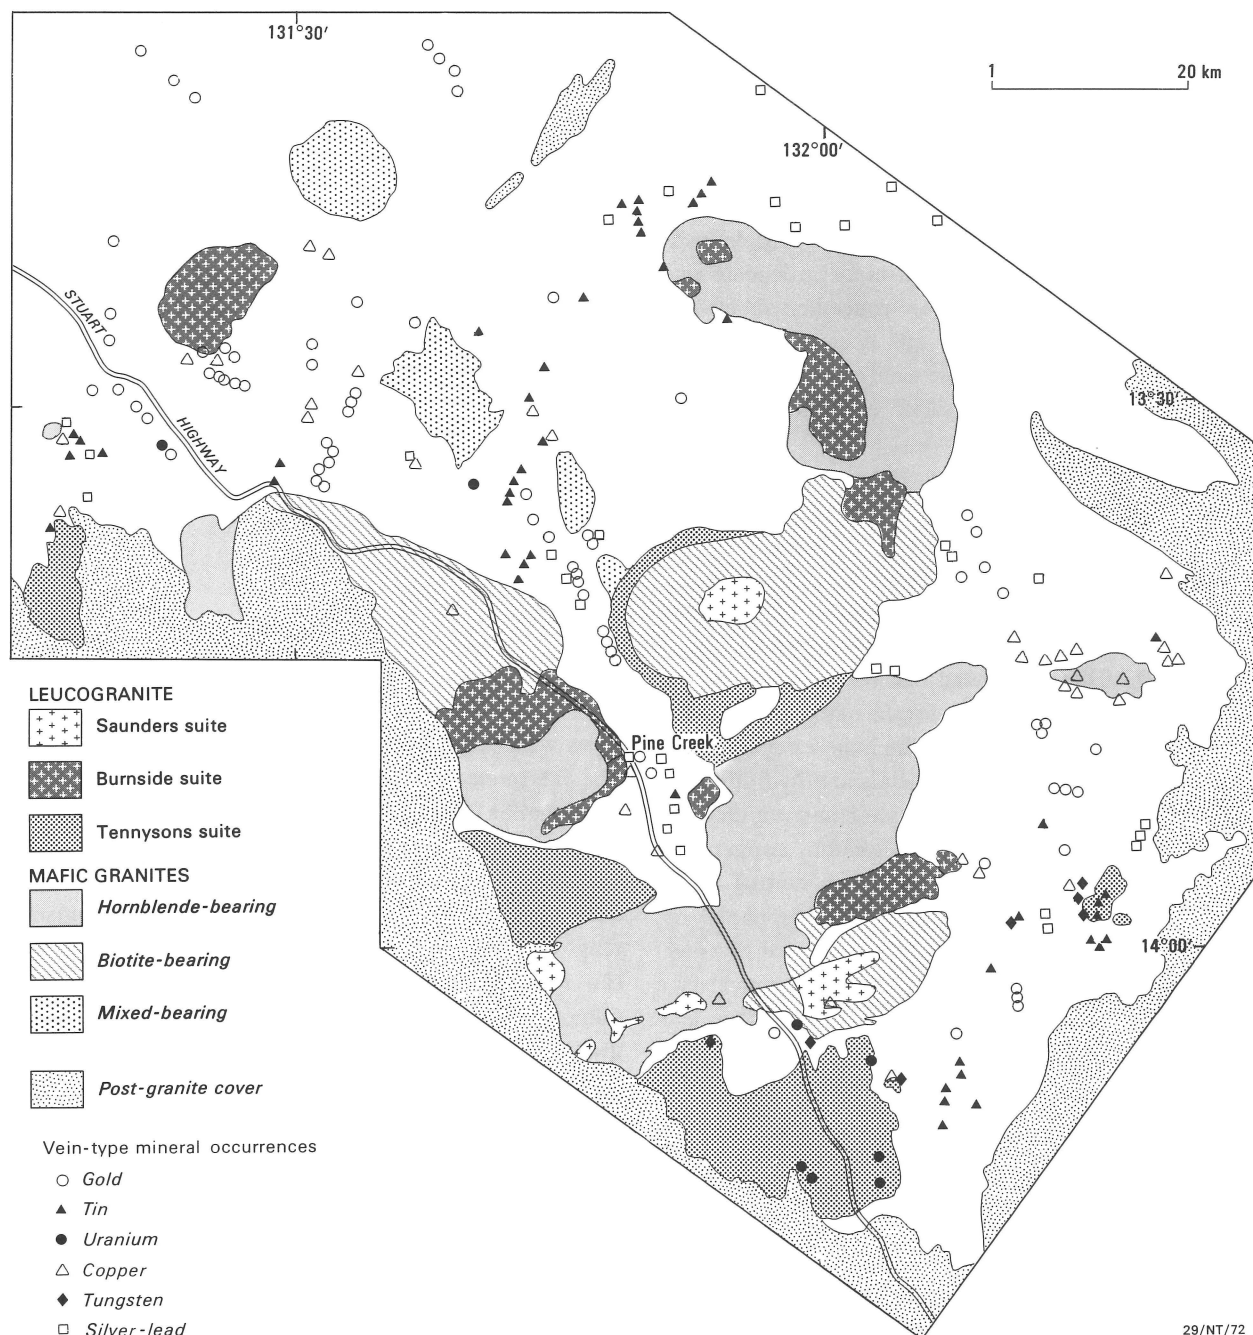 131°30'
1 20 km
132°00'
STUART
HIGHWAY
13°30'
LEUCOGRANITE
Saunders suite
Burnside suite
Tennysons suite
MAFIC GRANITES
Hornblende-bearing
Biotite-bearing
Mixed-bearing
Post-granite cover
Pine Creek
14°00'
Vein-type mineral occurrences
Gold
Tin
Uranium
Copper
Tungsten
Silver-lead
29/NT/72